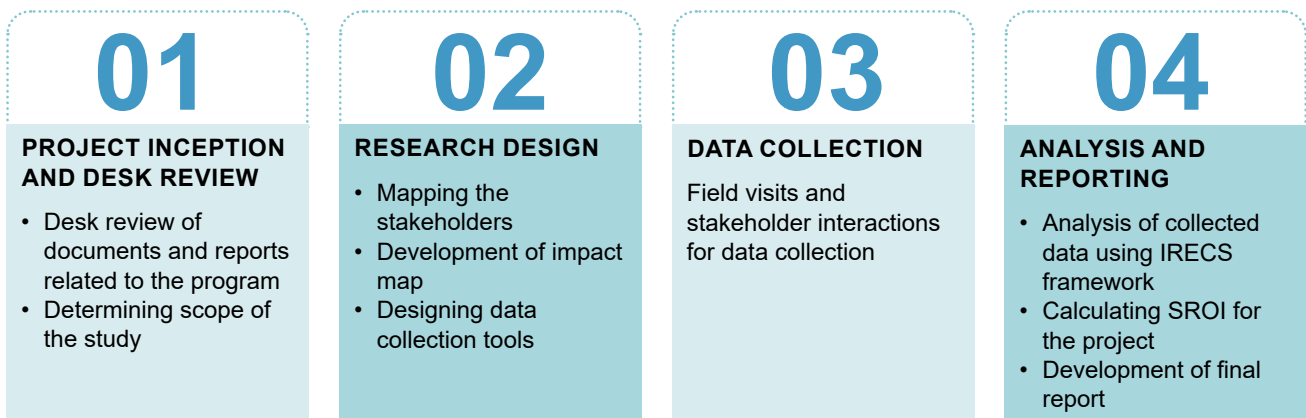 01
PROJECT INCEPTION
AND DESK REVIEW
• Desk review of
documents and reports
related to the program
• Determining scope of
the study
02
RESEARCH DESIGN
• Mapping the
stakeholders
• Development of impact
map
• Designing data
collection tools
03
DATA COLLECTION
Field visits and
stakeholder interactions
for data collection
04
ANALYSIS AND
REPORTING
• Analysis of collected
data using IRECS
framework
• Calculating SROI for
the project
• Development of final
report